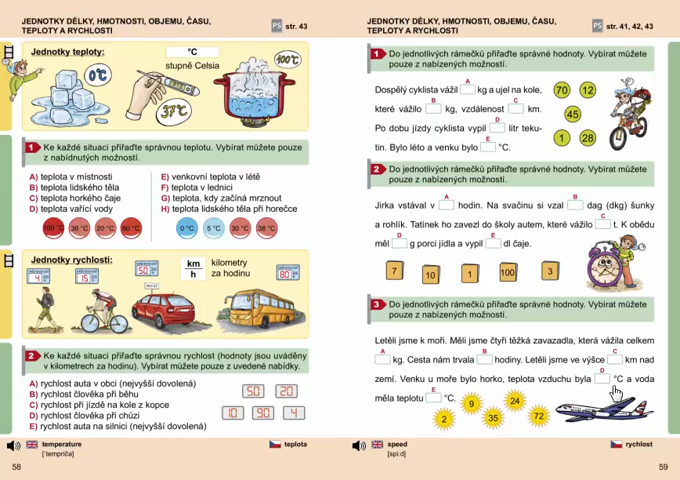 JEDNOTKY DÉLKY, HMOTNOSTI, OBJEMU, ČASU,
TEPLOTY A RYCHLOSTI
PS str. 43
Jednotky teploty:
°C
stupně Celsia
0°C
37°C
100°C
1 Ke každé situaci přiřaďte správnou teplotu. Vybírat můžete pouze
z nabídnutých možností.
A) teplota v místnosti
B) teplota lidského těla
C) teplota horkého čaje
D) teplota vařící vody
E) venkovní teplota v létě
F) teplota v lednici
G) teplota, kdy začíná mrznout
H) teplota lidského těla při horečce
100 °C 36 °C 20 °C 60 °C 0 °C 5 °C 30 °C 38 °C
Jednotky rychlosti:
km
h
kilometry
za hodinu
4
15
50
80
2 Ke každé situaci přiřaďte správnou rychlost (hodnoty jsou uváděny
v kilometrech za hodinu). Vybírat můžete pouze z uvedené nabídky.
A) rychlost auta v obci (nejvyšší dovolená)
B) rychlost člověka při běhu
C) rychlost při jízdě na kole z kopce
D) rychlost člověka při chůzi
E) rychlost auta na silnici (nejvyšší dovolená)
50 20
10 90 4
temperature
[ˈtempričə]
teplota
58
JEDNOTKY DÉLKY, HMOTNOSTI, OBJEMU, ČASU,
TEPLOTY A RYCHLOSTI
PS str. 41, 42, 43
1 Do jednotlivých rámečků přiřaďte správné hodnoty. Vybírat můžete
pouze z nabízených možností.
Dospělý cyklista vážil A kg a ujel na kole,
které vážilo B kg, vzdálenost C km.
Po dobu jízdy cyklista vypil D litr teku-
tin. Bylo léto a venku bylo E °C.
70 12
45
1 28
2 Do jednotlivých rámečků přiřaďte správné hodnoty. Vybírat můžete
pouze z nabízených možností.
Jirka vstával v A hodin. Na svačinu si vzal B dag (dkg) šunky
a rohlík. Tatínek ho zavezl do školy autem, které vážilo C t. K obědu
měl D g porci jídla a vypil E dl čaje.
7 10 1 100 3
3 Do jednotlivých rámečků přiřaďte správné hodnoty. Vybírat můžete
pouze z nabízených možností.
Letěli jsme k moři. Měli jsme čtyři těžká zavazadla, která vážila celkem
A kg. Cesta nám trvala B hodiny. Letěli jsme ve výšce C km nad
zemí. Venku u moře bylo horko, teplota vzduchu byla D °C a voda
měla teplotu E °C.
2 9 35 24 72
speed
[spi:d]
rychlost
59